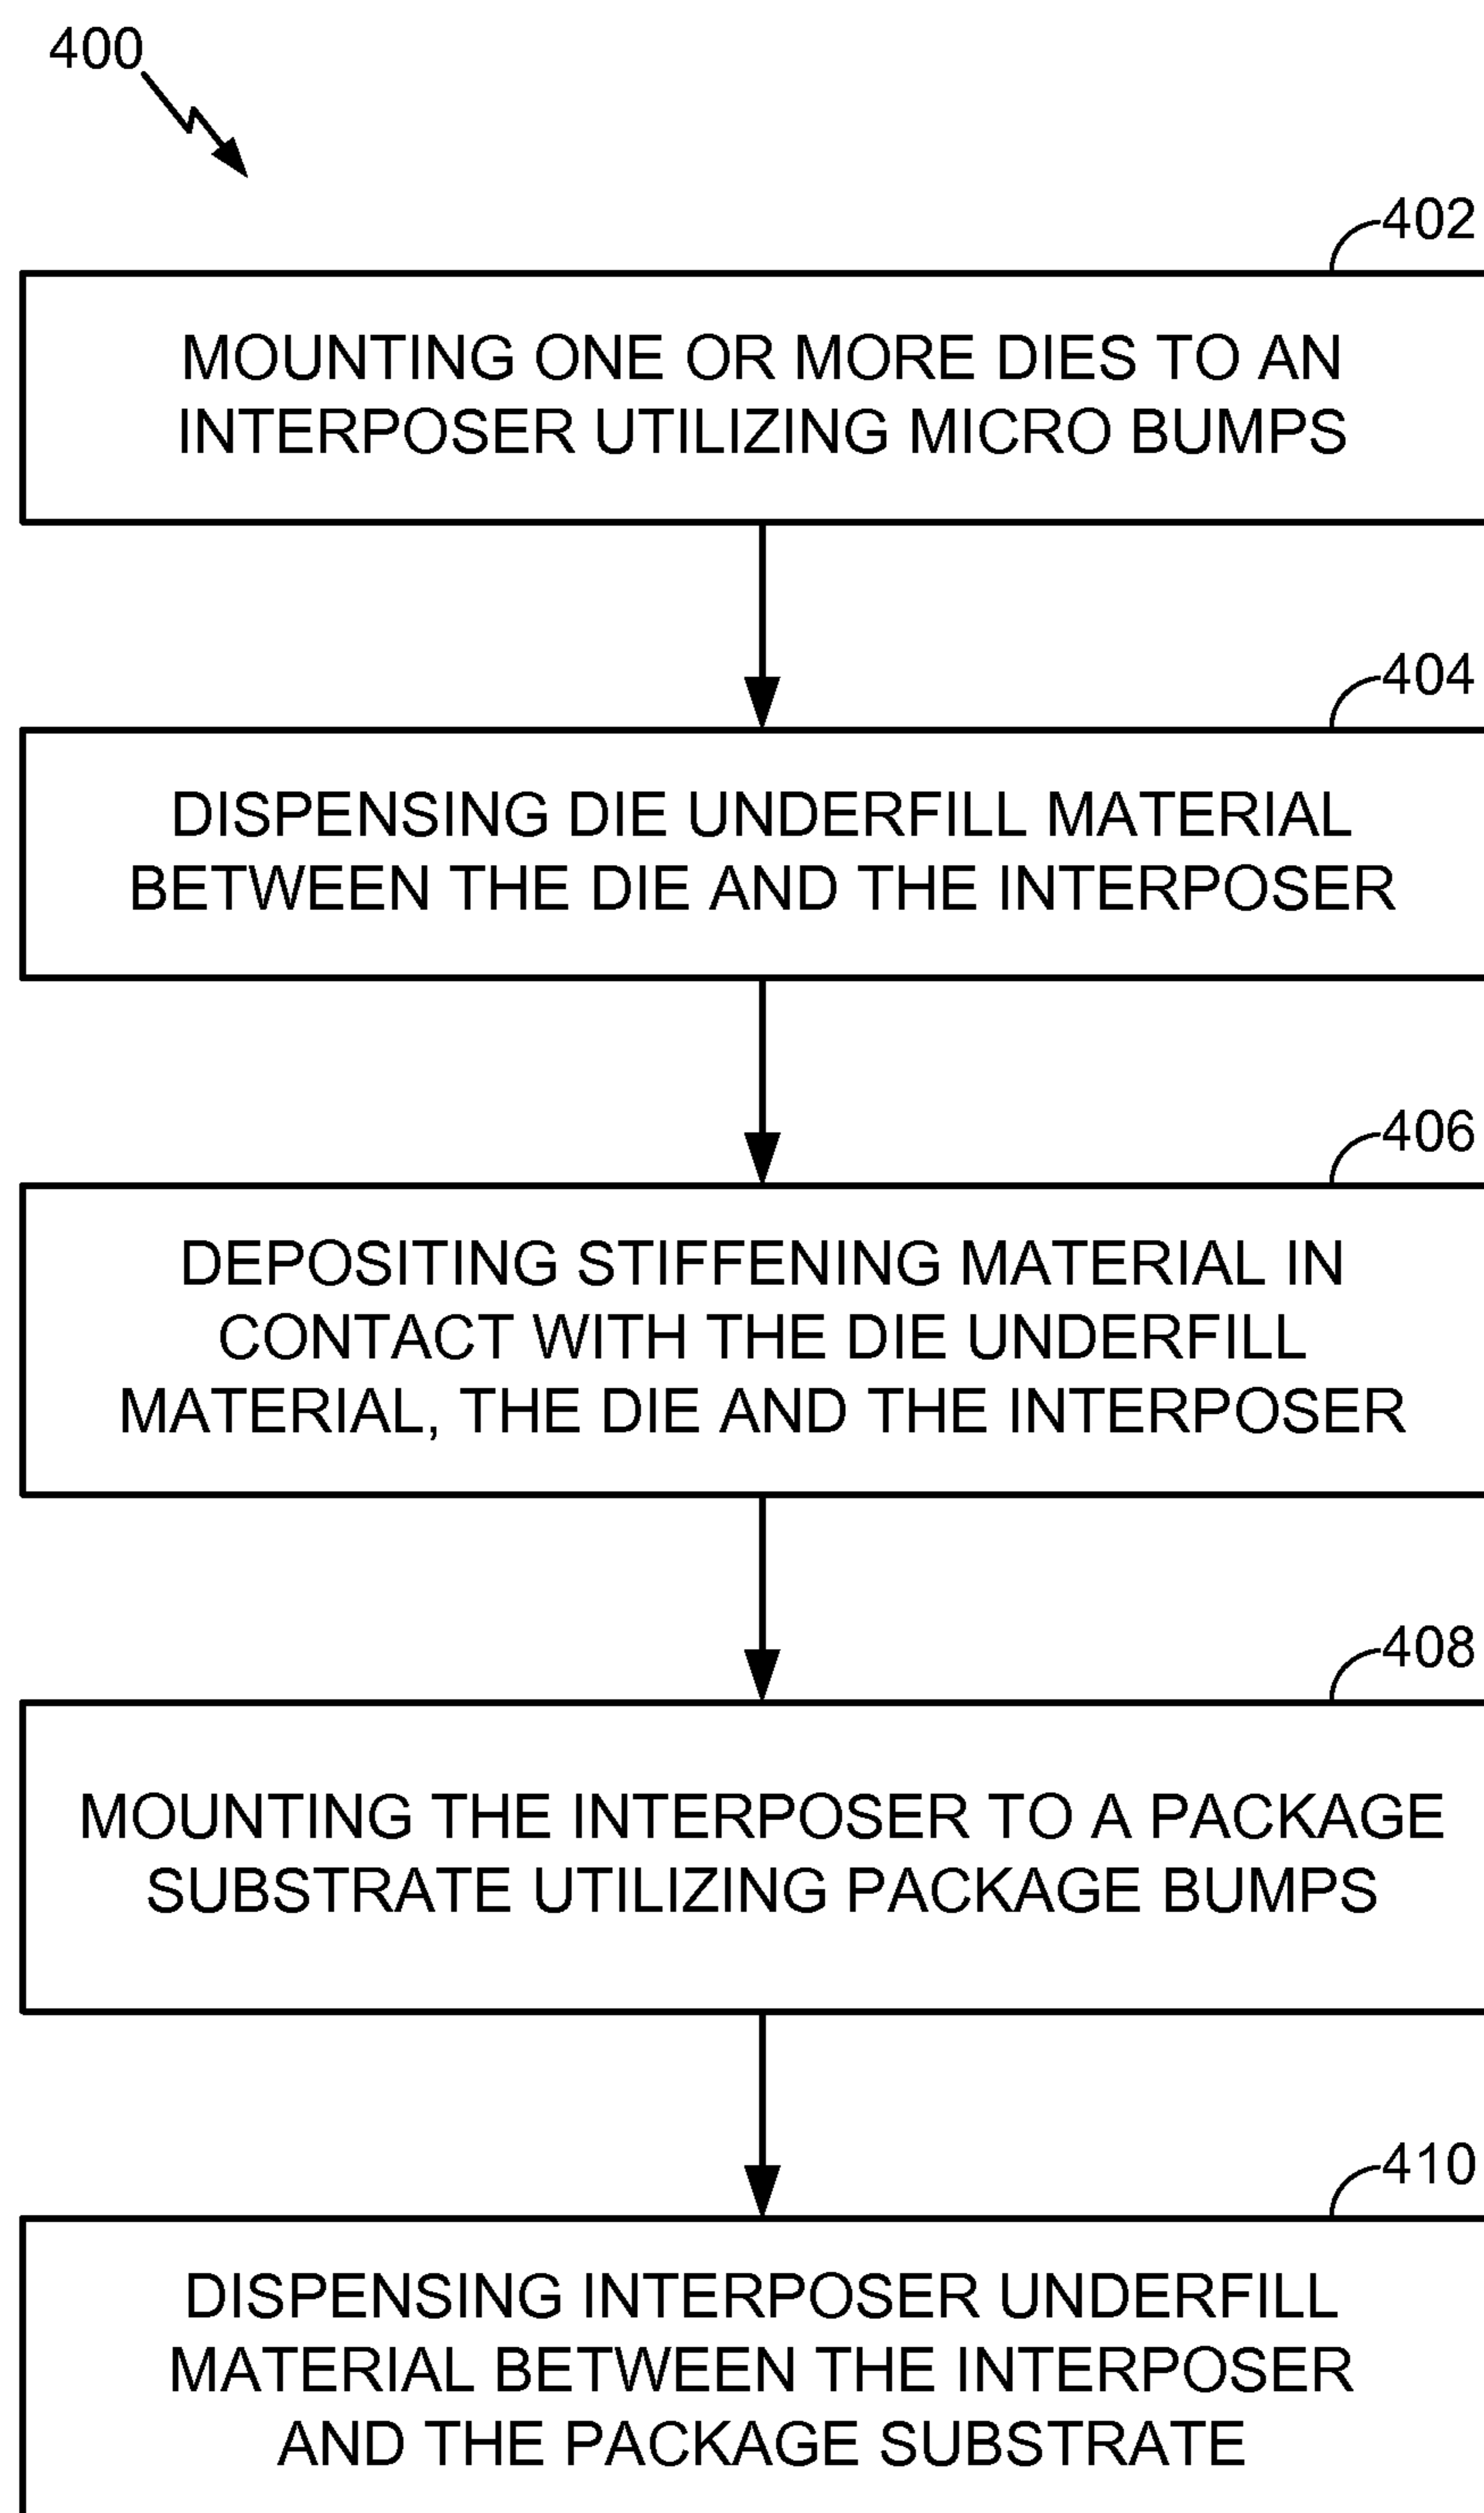 400
402
MOUNTING ONE OR MORE DIES TO AN
INTERPOSER UTILIZING MICRO BUMPS
404
DISPENSING DIE UNDERFILL MATERIAL
BETWEEN THE DIE AND THE INTERPOSER
406
DEPOSITING STIFFENING MATERIAL IN
CONTACT WITH THE DIE UNDERFILL
MATERIAL, THE DIE AND THE INTERPOSER
408
MOUNTING THE INTERPOSER TO A PACKAGE
SUBSTRATE UTILIZING PACKAGE BUMPS
410
DISPENSING INTERPOSER UNDERFILL
MATERIAL BETWEEN THE INTERPOSER
AND THE PACKAGE SUBSTRATE